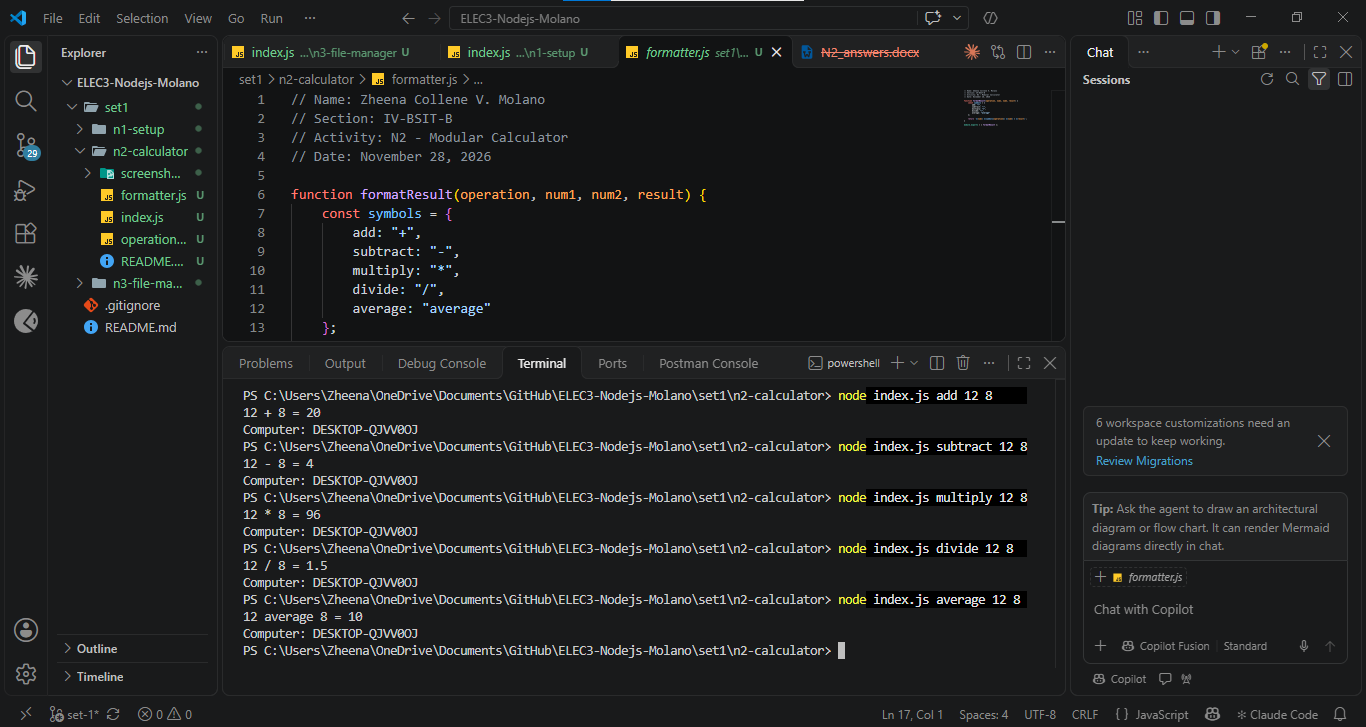 File Edit Selection View Go Run ···
ELEC3-Nodejs-Molano
Explorer
ELEC3-Nodejs-Molano
set1
n1-setup
n2-calculator
screensh...
formatter.js U
index.js U
operation... U
README.... U
n3-file-ma...
.gitignore
README.md
Outline
Timeline
29
index.js ...\n3-file-manager U
index.js ...\n1-setup U
formatter.js set1\... U
N2_answers.docx
set1 > n2-calculator > formatter.js > ...
1 // Name: Zheena Collene V. Molano
2 // Section: IV-BSIT-B
3 // Activity: N2 - Modular Calculator
4 // Date: November 28, 2026
5
6 function formatResult(operation, num1, num2, result) {
7 const symbols = {
8 add: "+",
9 subtract: "-",
10 multiply: "*",
11 divide: "/",
12 average: "average"
13 };
Problems Output Debug Console Terminal Ports Postman Console
powershell
PS C:\Users\Zheena\OneDrive\Documents\GitHub\ELEC3-Nodejs-Molano\set1\n2-calculator> node index.js add 12 8
12 + 8 = 20
Computer: DESKTOP-QJVV0OJ
PS C:\Users\Zheena\OneDrive\Documents\GitHub\ELEC3-Nodejs-Molano\set1\n2-calculator> node index.js subtract 12 8
12 - 8 = 4
Computer: DESKTOP-QJVV0OJ
PS C:\Users\Zheena\OneDrive\Documents\GitHub\ELEC3-Nodejs-Molano\set1\n2-calculator> node index.js multiply 12 8
12 * 8 = 96
Computer: DESKTOP-QJVV0OJ
PS C:\Users\Zheena\OneDrive\Documents\GitHub\ELEC3-Nodejs-Molano\set1\n2-calculator> node index.js divide 12 8
12 / 8 = 1.5
Computer: DESKTOP-QJVV0OJ
PS C:\Users\Zheena\OneDrive\Documents\GitHub\ELEC3-Nodejs-Molano\set1\n2-calculator> node index.js average 12 8
12 average 8 = 10
Computer: DESKTOP-QJVV0OJ
PS C:\Users\Zheena\OneDrive\Documents\GitHub\ELEC3-Nodejs-Molano\set1\n2-calculator>
Chat
Sessions
6 workspace customizations need an
update to keep working.
Review Migrations
Tip: Ask the agent to draw an architectural
diagram or flow chart. It can render Mermaid
diagrams directly in chat.
formatter.js
Chat with Copilot
Copilot Fusion Standard
Copilot
set-1* 0 0
Ln 17, Col 1 Spaces: 4 UTF-8 CRLF { } JavaScript Claude Code